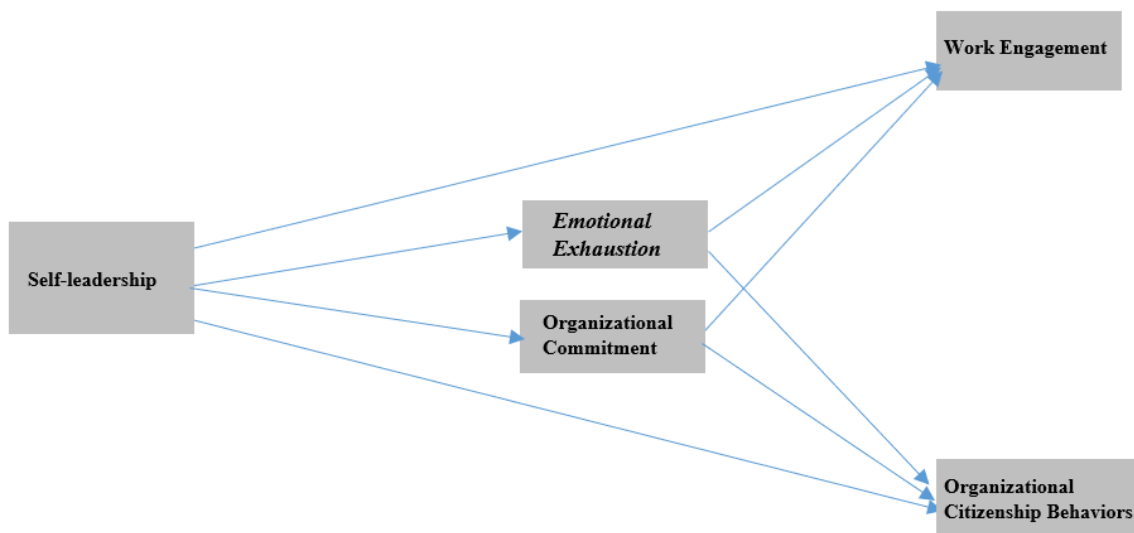 Work Engagement
Emotional
Exhaustion
Self-leadership
Organizational
Commitment
Organizational
Citizenship Behaviors